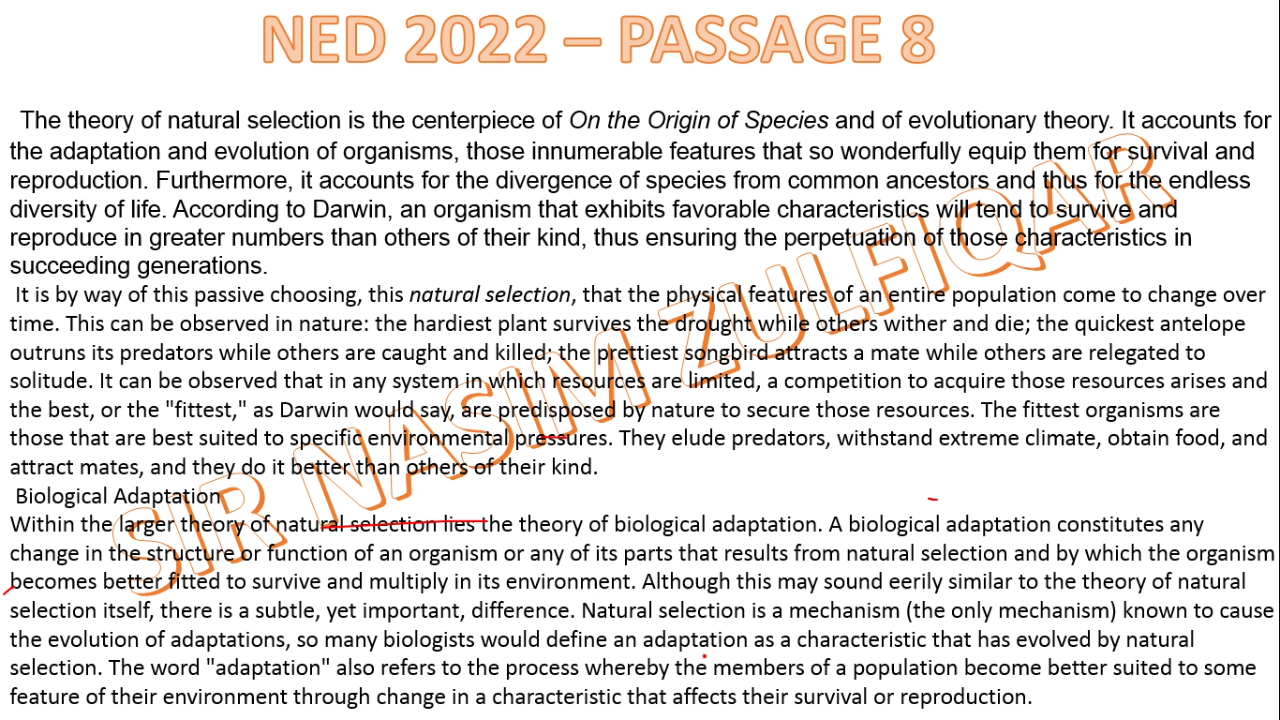 NED 2022 – PASSAGE 8
The theory of natural selection is the centerpiece of On the Origin of Species and of evolutionary theory. It accounts for
the adaptation and evolution of organisms, those innumerable features that so wonderfully equip them for survival and
reproduction. Furthermore, it accounts for the divergence of species from common ancestors and thus for the endless
diversity of life. According to Darwin, an organism that exhibits favorable characteristics will tend to survive and
reproduce in greater numbers than others of their kind, thus ensuring the perpetuation of those characteristics in
succeeding generations.
It is by way of this passive choosing, this natural selection, that the physical features of an entire population come to change over
time. This can be observed in nature: the hardiest plant survives the drought while others wither and die; the quickest antelope
outruns its predators while others are caught and killed; the prettiest songbird attracts a mate while others are relegated to
solitude. It can be observed that in any system in which resources are limited, a competition to acquire those resources arises and
the best, or the "fittest," as Darwin would say, are predisposed by nature to secure those resources. The fittest organisms are
those that are best suited to specific environmental pressures. They elude predators, withstand extreme climate, obtain food, and
attract mates, and they do it better than others of their kind.
Biological Adaptation
Within the larger theory of natural selection lies the theory of biological adaptation. A biological adaptation constitutes any
change in the structure or function of an organism or any of its parts that results from natural selection and by which the organism
becomes better fitted to survive and multiply in its environment. Although this may sound eerily similar to the theory of natural
selection itself, there is a subtle, yet important, difference. Natural selection is a mechanism (the only mechanism) known to cause
the evolution of adaptations, so many biologists would define an adaptation as a characteristic that has evolved by natural
selection. The word "adaptation" also refers to the process whereby the members of a population become better suited to some
feature of their environment through change in a characteristic that affects their survival or reproduction.
SIR NASIM ZULFIQAR